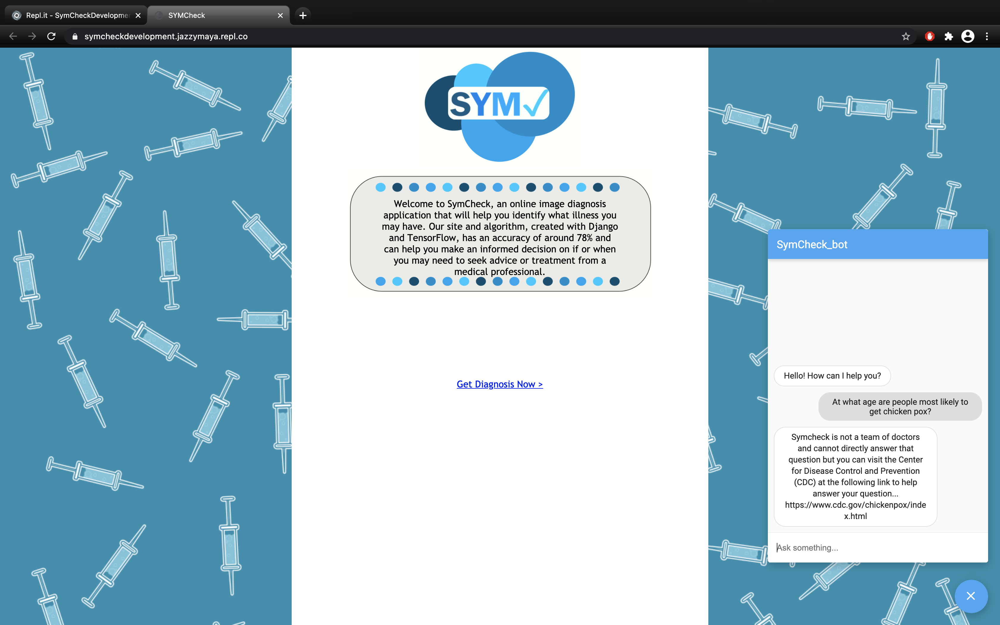 Repl.it - SymCheckDevelopme
SYMCheck
symcheckdevelopment.jazzymaya.repl.co
SYM
Welcome to SymCheck, an online image diagnosis
application that will help you identify what illness you
may have. Our site and algorithm, created with Django
and TensorFlow, has an accuracy of around 78% and
can help you make an informed decision on if or when
you may need to seek advice or treatment from a
medical professional.
Get Diagnosis Now >
SymCheck_bot
Hello! How can I help you?
At what age are people most likely to
get chicken pox?
Symcheck is not a team of doctors
and cannot directly answer that
question but you can visit the Center
for Disease Control and Prevention
(CDC) at the following link to help
answer your question...
https://www.cdc.gov/chickenpox/inde
x.html
Ask something...